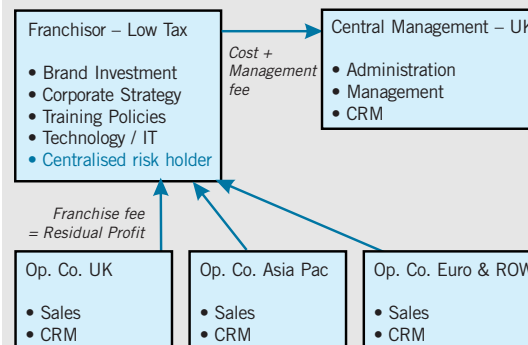 Franchisor – Low Tax
• Brand Investment
• Corporate Strategy
• Training Policies
• Technology / IT
• Centralised risk holder
Cost +
Management
fee
Central Management – UK
• Administration
• Management
• CRM
Franchise fee
= Residual Profit
Op. Co. UK
• Sales
• CRM
Op. Co. Asia Pac
• Sales
• CRM
Op. Co. Euro & ROW
• Sales
• CRM